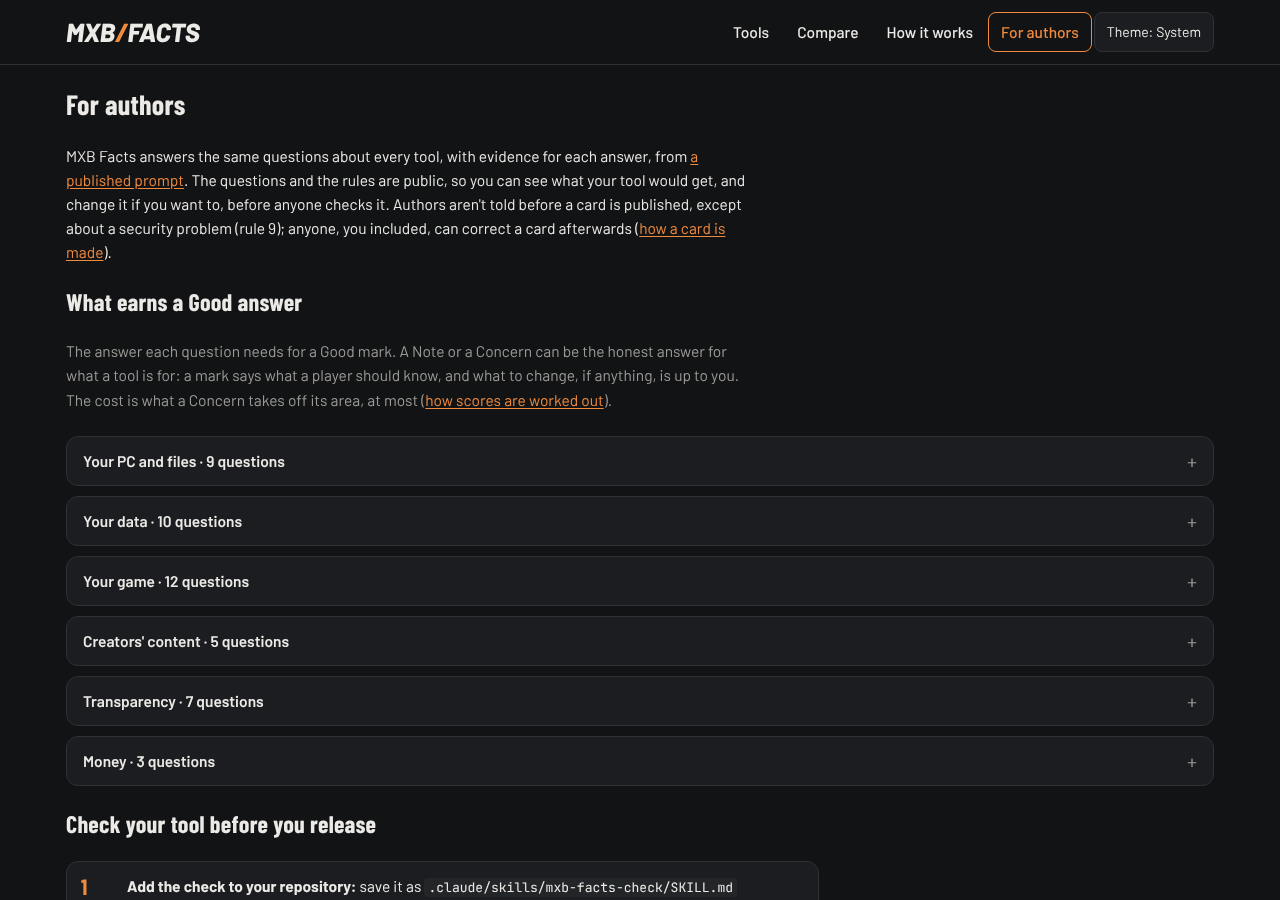 MXB/FACTS
Tools
Compare
How it works
For authors
Theme: System
For authors
MXB Facts answers the same questions about every tool, with evidence for each answer, from a
published prompt. The questions and the rules are public, so you can see what your tool would get, and
change it if you want to, before anyone checks it. Authors aren't told before a card is published, except
about a security problem (rule 9); anyone, you included, can correct a card afterwards (how a card is
made).
What earns a Good answer
The answer each question needs for a Good mark. A Note or a Concern can be the honest answer for
what a tool is for: a mark says what a player should know, and what to change, if anything, is up to you.
The cost is what a Concern takes off its area, at most (how scores are worked out).
Your PC and files · 9 questions +
Your data · 10 questions +
Your game · 12 questions +
Creators' content · 5 questions +
Transparency · 7 questions +
Money · 3 questions +
Check your tool before you release
1 Add the check to your repository: save it as .claude/skills/mxb-facts-check/SKILL.md